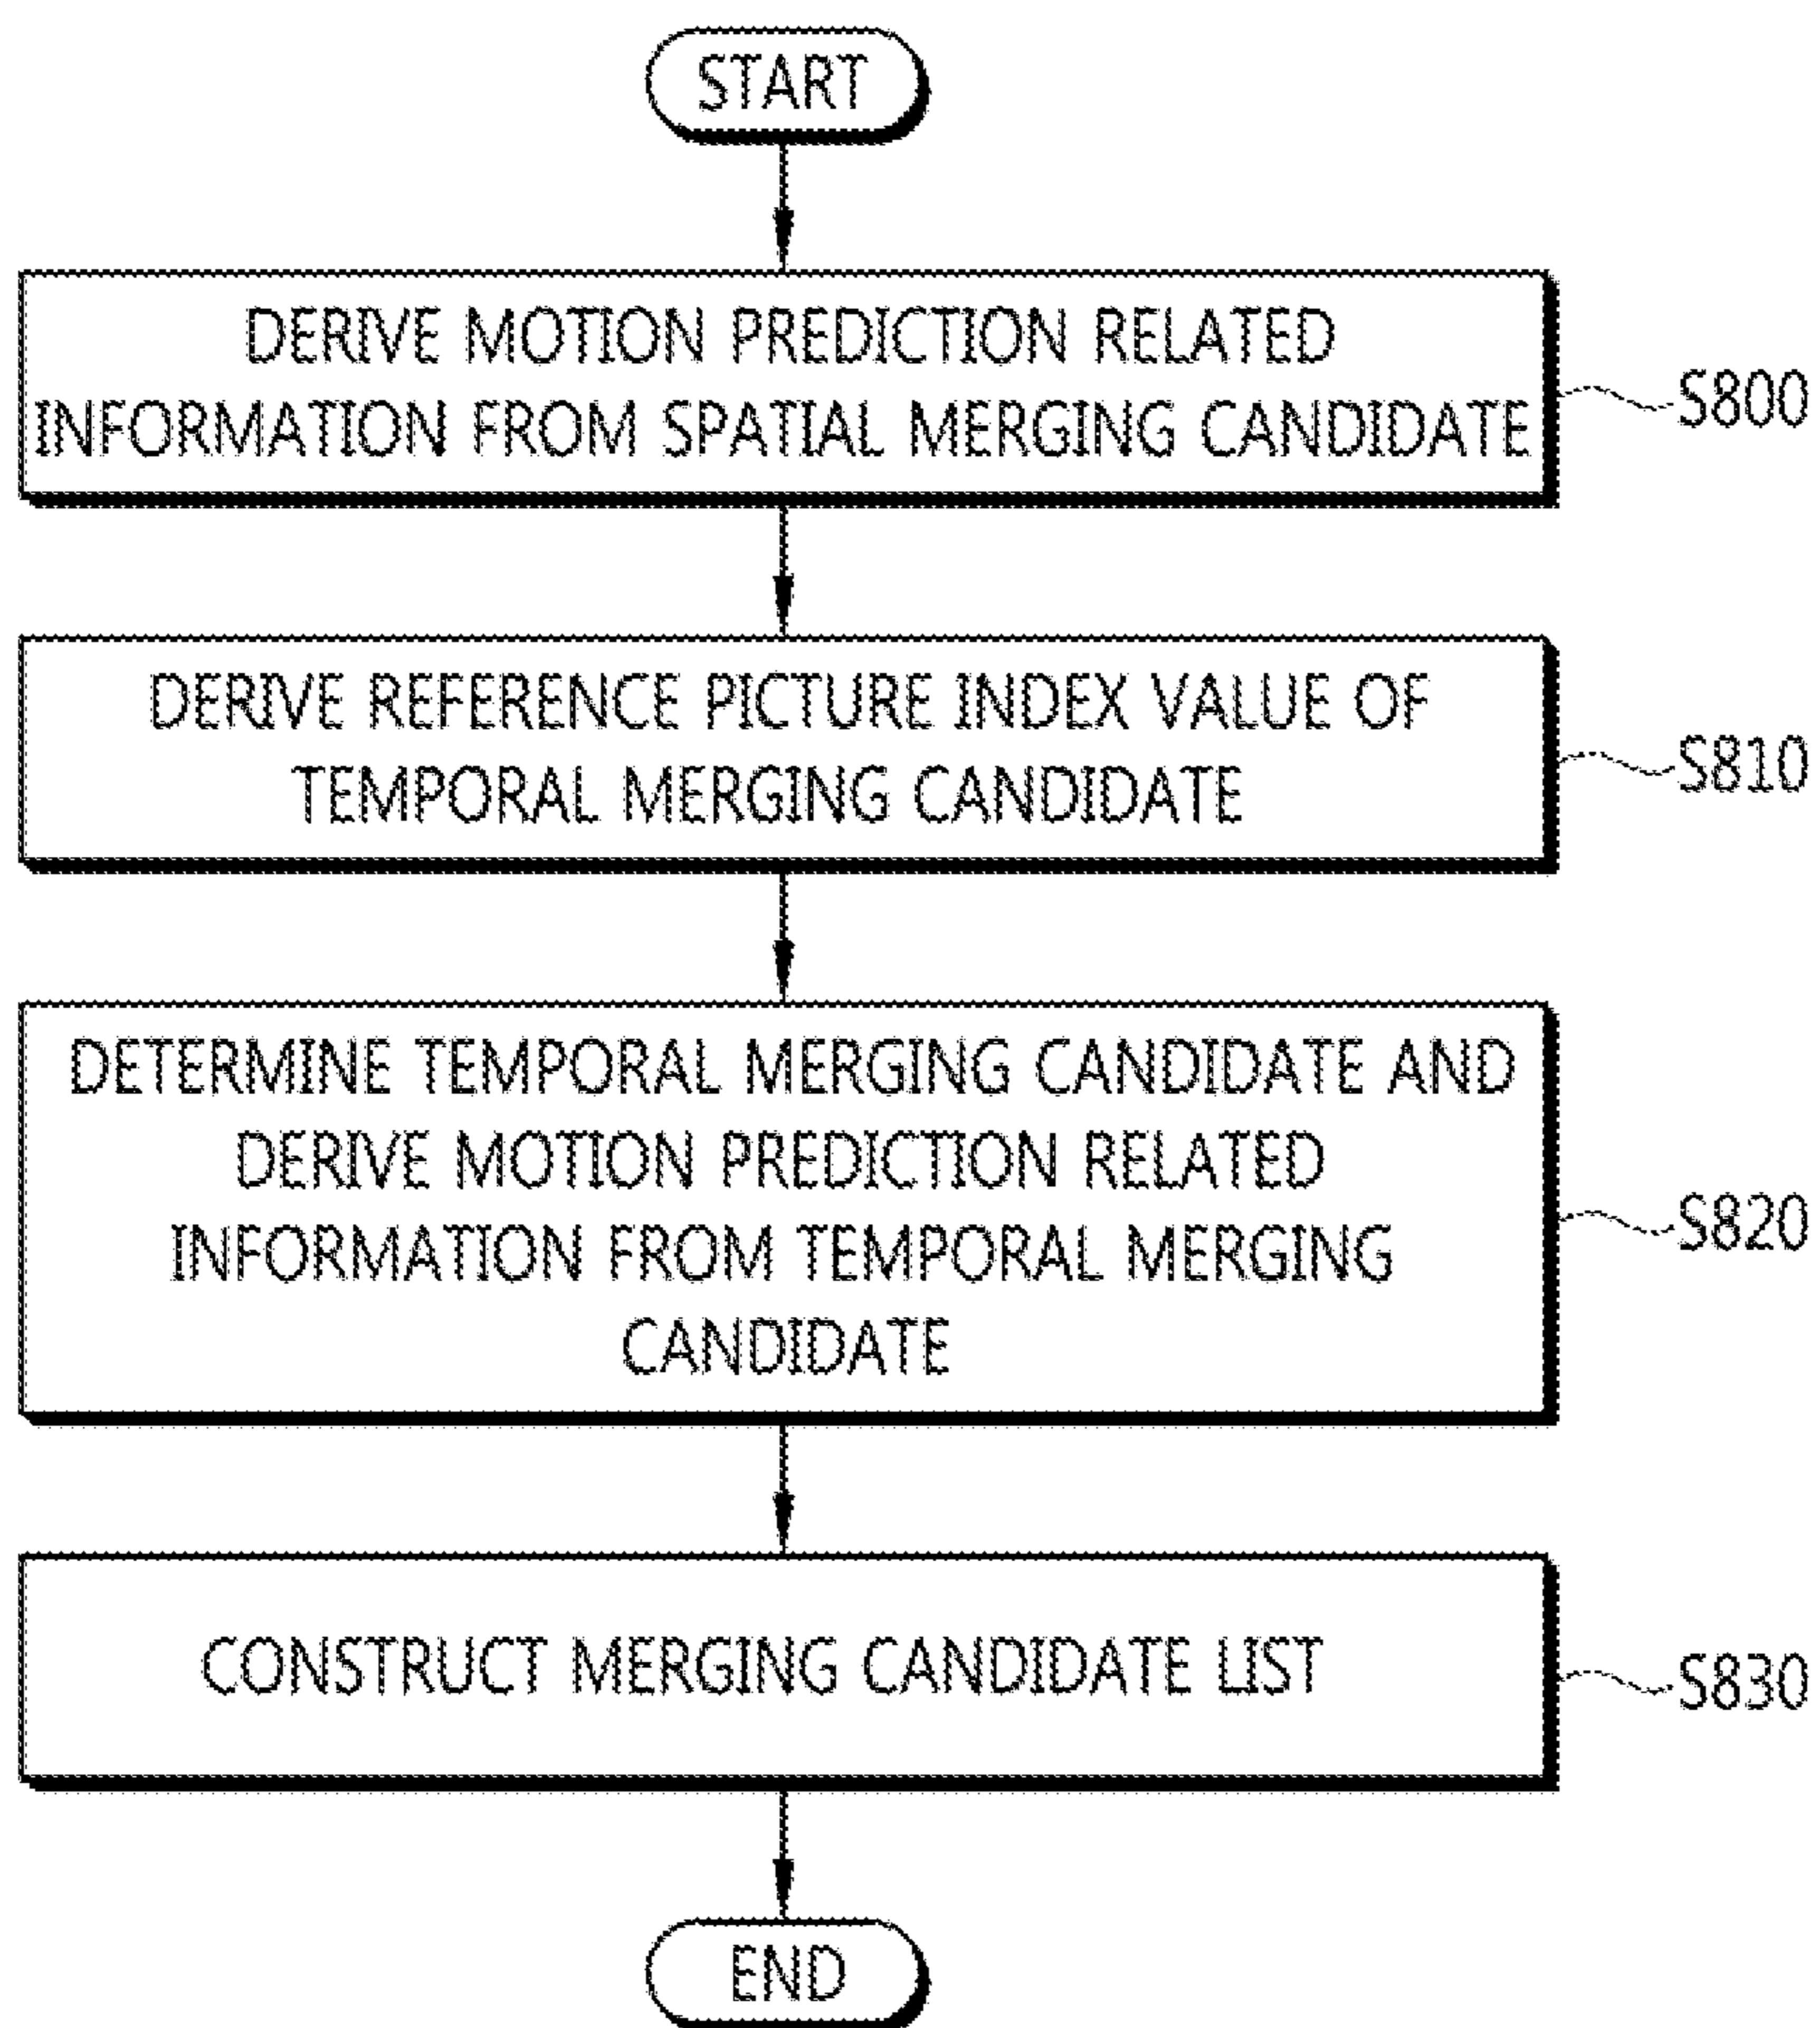 START
DERIVE MOTION PREDICTION RELATED
INFORMATION FROM SPATIAL MERGING CANDIDATE
S800
DERIVE REFERENCE PICTURE INDEX VALUE OF
TEMPORAL MERGING CANDIDATE
S810
DETERMINE TEMPORAL MERGING CANDIDATE AND
DERIVE MOTION PREDICTION RELATED
INFORMATION FROM TEMPORAL MERGING
CANDIDATE
S820
CONSTRUCT MERGING CANDIDATE LIST
S830
END